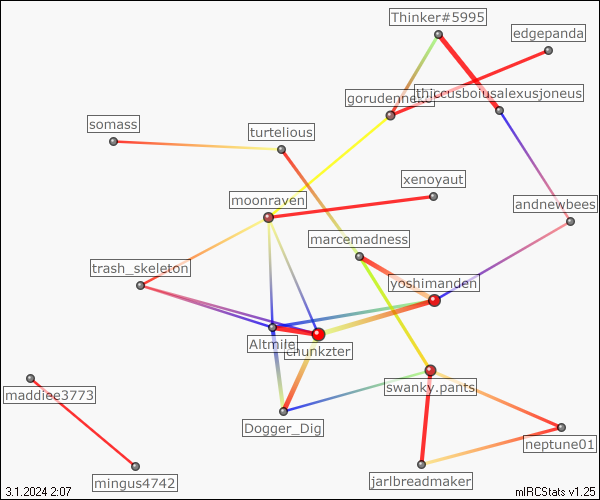 Thinker#5995
edgepanda
thiccusboiusalexusjoneus
somass
turtelious
xenoyaut
moonraven
andnewbees
marcemadness
trash_skeleton
yoshimanden
Altmile
chunkzter
maddiee3773
swanky.pants
Dogger_Dig
neptune01
jarlbreadmaker
mingus4742
3.1.2024 2:07
mIRCStats v1.25